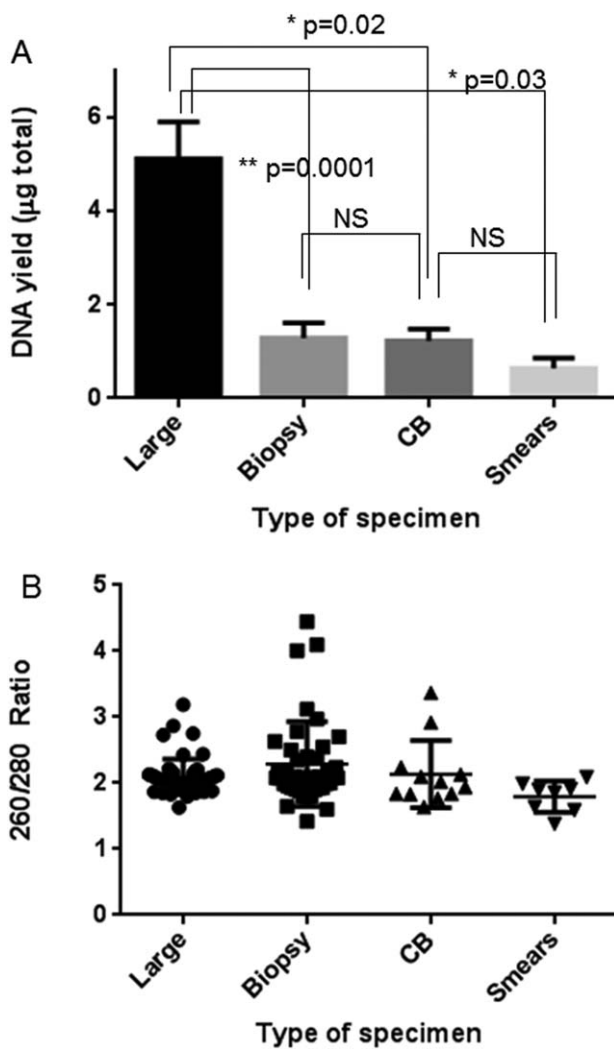 * p=0.02
A
* p=0.03
** p=0.0001
NS
NS
DNA yield (µg total)
6
4
2
0
Large
Biopsy
CB
Smears
Type of specimen
B
260/280 Ratio
5
4
3
2
1
0
Large
Biopsy
CB
Smears
Type of specimen